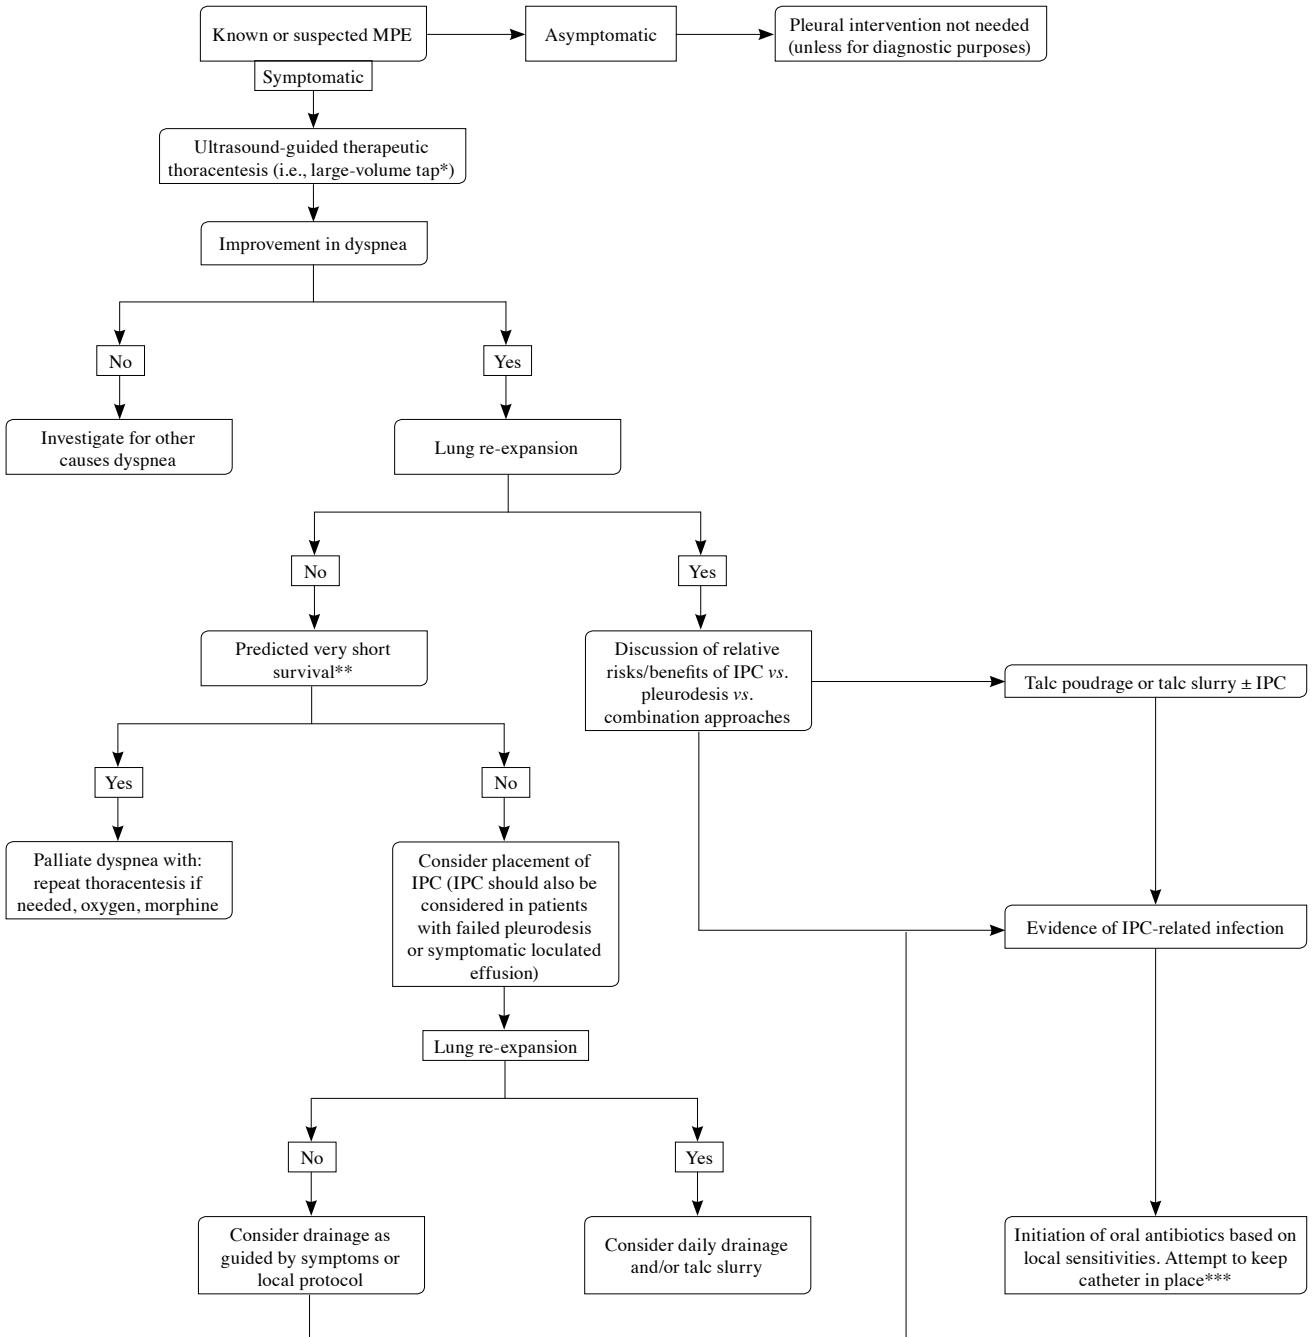 Known or suspected MPE
Asymptomatic
Pleural intervention not needed
(unless for diagnostic purposes)
Symptomatic
Ultrasound-guided therapeutic
thoracentesis (i.e., large-volume tap*)
Improvement in dyspnea
No
Yes
Investigate for other
causes dyspnea
Lung re-expansion
No
Yes
Predicted very short
survival**
Discussion of relative
risks/benefits of IPC vs.
pleurodesis vs.
combination approaches
Talc poudrage or talc slurry ± IPC
Yes
No
Palliate dyspnea with:
repeat thoracentesis if
needed, oxygen, morphine
Consider placement of
IPC (IPC should also be
considered in patients
with failed pleurodesis
or symptomatic loculated
effusion)
Evidence of IPC-related infection
Lung re-expansion
No
Yes
Consider drainage as
guided by symptoms or
local protocol
Consider daily drainage
and/or talc slurry
Initiation of oral antibiotics based on
local sensitivities. Attempt to keep
catheter in place***